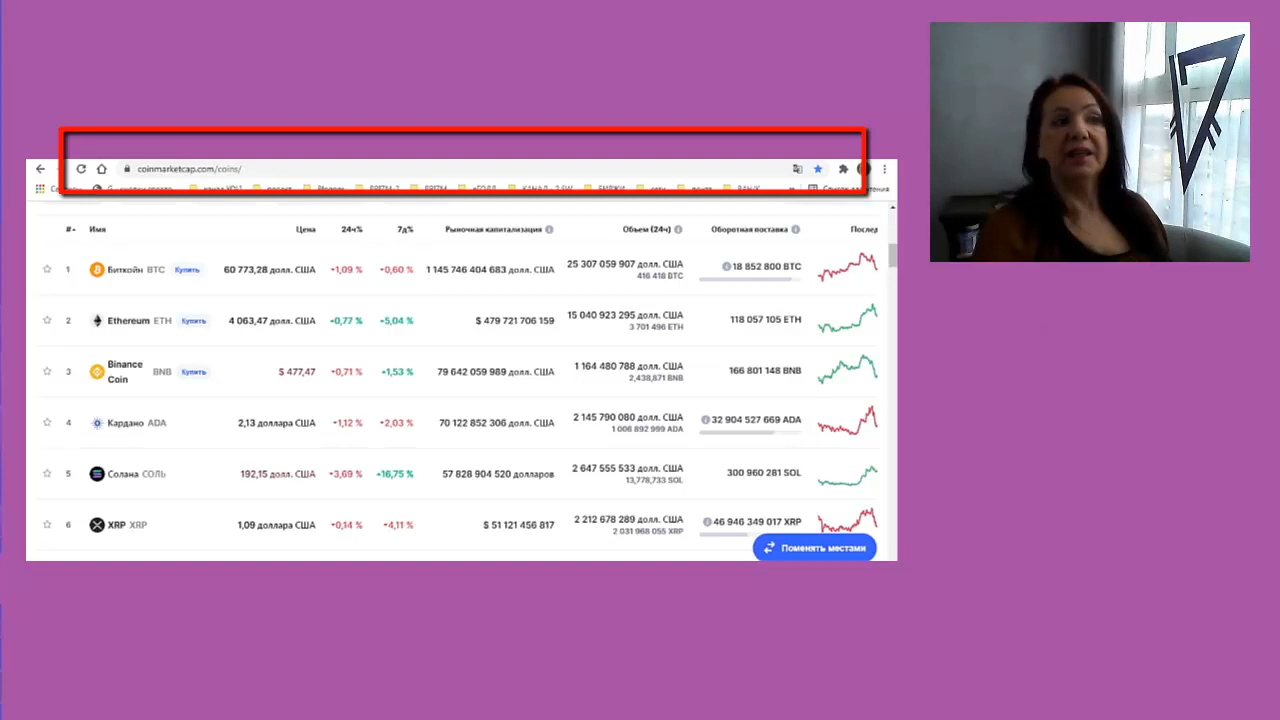 coinmarketcap.com/coins/
#
Имя
Цена
24ч%
7д%
Рыночная капитализация
Объем (24ч)
Оборотная поставка
Послед
1 Биткойн BTC Купить 60 773,28 долл. США 1,09 % 0,60 % 1 145 746 404 683 долл. США 25 307 059 907 долл. США 18 852 800 BTC
416 418 BTC
2 Ethereum ETH Купить 4 063,47 долл. США 0,77 % 5,04 % $ 479 721 706 159 15 040 923 295 долл. США 118 057 105 ETH
3 701 496 ETH
3 Binance Coin BNB Купить $ 477,47 0,71 % 1,53 % 79 642 059 989 долл. США 1 164 480 788 долл. США 166 801 148 BNB
2,438,871 BNB
4 Кардано ADA 2,13 доллара США 1,12 % 2,03 % 70 122 852 306 долл. США 2 145 790 080 долл. США 32 904 527 669 ADA
1 006 892 999 ADA
5 Солана СОЛЬ 192,15 долл. США 3,69 % 16,75 % 57 828 904 520 долларов 2 647 555 533 долл. США 300 960 281 SOL
13,778,733 SOL
6 XRP XRP 1,09 доллара США 0,14 % 4,11 % $ 51 121 456 817 2 212 678 289 долл. США 46 946 349 017 XRP
2 031 968 055 XRP
Поменять местами